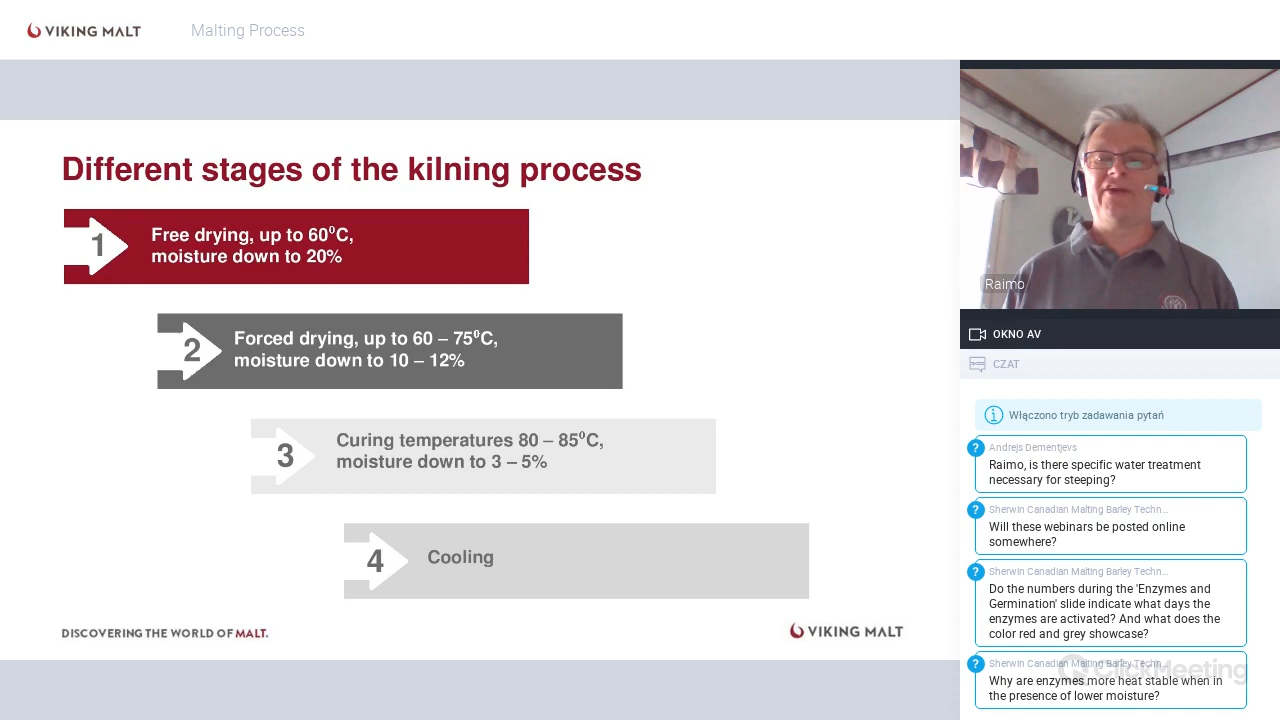 VIKING MALT
Malting Process
Different stages of the kilning process
1
Free drying, up to 60⁰C,
moisture down to 20%
2
Forced drying, up to 60 – 75⁰C,
moisture down to 10 – 12%
3
Curing temperatures 80 – 85⁰C,
moisture down to 3 – 5%
4
Cooling
DISCOVERING THE WORLD OF MALT.
VIKING MALT
Raimo
OKNO AV
CZAT
Włączono tryb zadawania pytań
?
Andrejs Dementjevs
Raimo, is there specific water treatment
necessary for steeping?
?
Sherwin Canadian Malting Barley Techn...
Will these webinars be posted online
somewhere?
?
Sherwin Canadian Malting Barley Techn...
Do the numbers during the 'Enzymes and
Germination' slide indicate what days the
enzymes are activated? And what does the
color red and grey showcase?
?
Sherwin Canadian Malting Barley Techn...
ClickMeeting
Why are enzymes more heat stable when in
the presence of lower moisture?